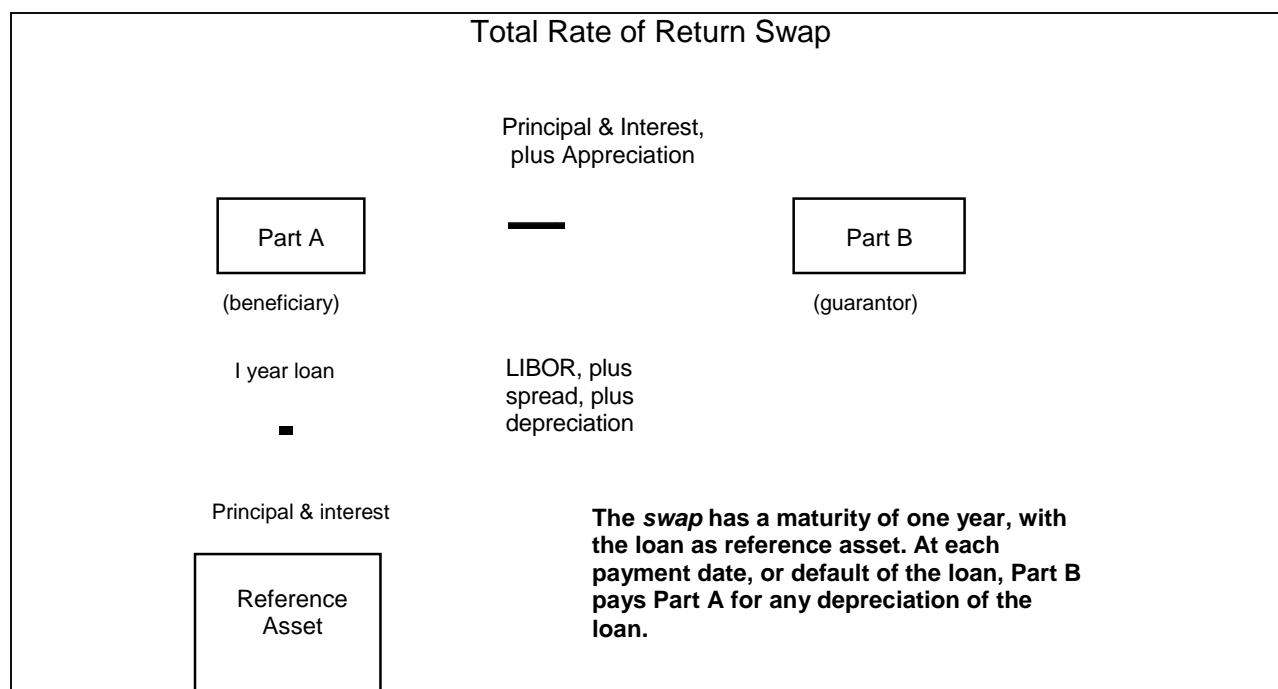 Total Rate of Return Swap
Principal & Interest,
plus Appreciation
Part A
Part B
(beneficiary)
(guarantor)
I year loan
LIBOR, plus
spread, plus
depreciation
Principal & interest
The swap has a maturity of one year, with
the loan as reference asset. At each
payment date, or default of the loan, Part B
pays Part A for any depreciation of the
loan.
Reference
Asset